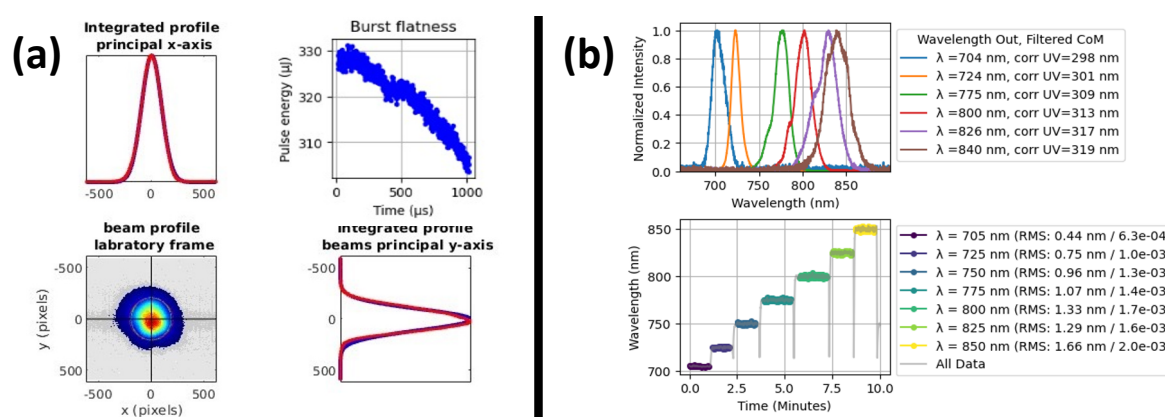 (a)
Integrated profile
principal x-axis
-500 0 500
Burst flatness
Pulse energy (µJ)
330
320
310
0 500 1000
Time (µs)
beam profile
labratory frame
-500
0
500
y (pixels)
-500 0 500
x (pixels)
Integrated profile
beams principal y-axis
-500
0
500
(b)
Normalized Intensity
1.0
0.8
0.6
0.4
0.2
0.0
700 750 800 850
Wavelength (nm)
Wavelength Out, Filtered CoM
λ =704 nm, corr UV=298 nm
λ =724 nm, corr UV=301 nm
λ =775 nm, corr UV=309 nm
λ =800 nm, corr UV=313 nm
λ =826 nm, corr UV=317 nm
λ =840 nm, corr UV=319 nm
Wavelength (nm)
850
800
750
700
0.0 2.5 5.0 7.5 10.0
Time (Minutes)
λ = 705 nm (RMS: 0.44 nm / 6.3e-04
λ = 725 nm (RMS: 0.75 nm / 1.0e-03
λ = 750 nm (RMS: 0.96 nm / 1.3e-03
λ = 775 nm (RMS: 1.07 nm / 1.4e-03
λ = 800 nm (RMS: 1.33 nm / 1.7e-03
λ = 825 nm (RMS: 1.29 nm / 1.6e-03
λ = 850 nm (RMS: 1.66 nm / 2.0e-03
All Data